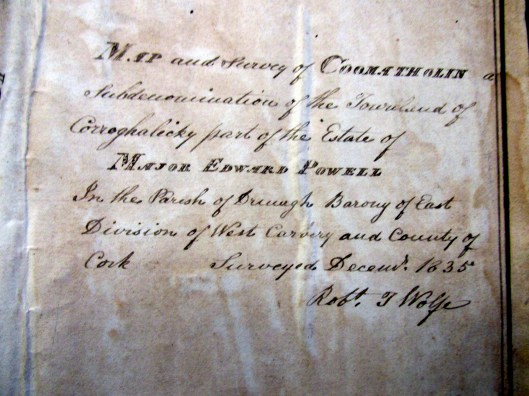 Map and Survey of Coomatholin a
Subdenomination of the Townland of
Corroghalicky part of the Estate of
Major Edward Powell
In the Parish of Drinagh Barony of East
Division of West Carbery and County of
Cork Surveyed Decemr. 1835
Robt. T Wolfe